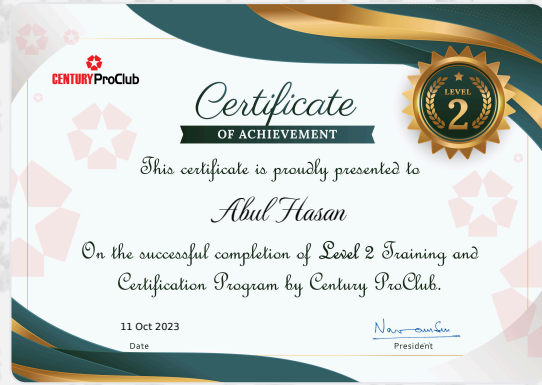 CENTURY ProClub
Certificate
OF ACHIEVEMENT
LEVEL
2
This certificate is proudly presented to
Abul Hasan
On the successful completion of Level 2 Training and
Certification Program by Century ProClub.
11 Oct 2023
Date
President